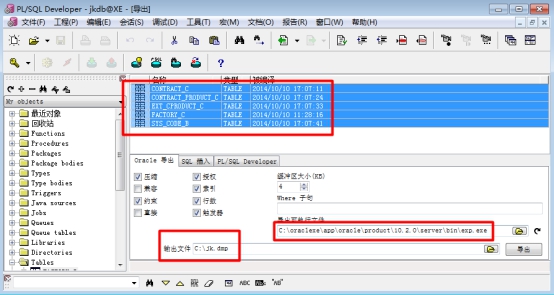 PL/SQL Developer - jkdb@XE - [导出]
文件(F) 工程(P) 编辑(E) 会话(S) 调试(D) 工具(T) 宏(M) 文档(O) 报告(R) 窗口(W) 帮助(H)
名称 类型 被编译
CONTRACT_C TABLE 2014/10/10 17:07:11
CONTRACT_PRODUCT_C TABLE 2014/10/10 17:07:24
EXT_CPRODUCT_C TABLE 2014/10/10 17:07:33
FACTORY_C TABLE 2014/10/10 11:28:16
SYS_CODE_B TABLE 2014/10/10 17:07:41
My objects
最近对象
回收站
Functions
Procedures
Packages
Package bodies
Types
Type bodies
Triggers
Java sources
Jobs
Queues
Queue tables
Libraries
Directories
Tables
Oracle 导出 SQL 插入 PL/SQL Developer
压缩 授权 缓冲区大小(KB)
兼容 索引 4
约束 行数 Where 子句
直接 触发器
导出可执行文件
C:\oraclexe\app\oracle\product\10.2.0\server\bin\exp.exe
输出文件 C:\jk.dmp 导出
ABC "AB"